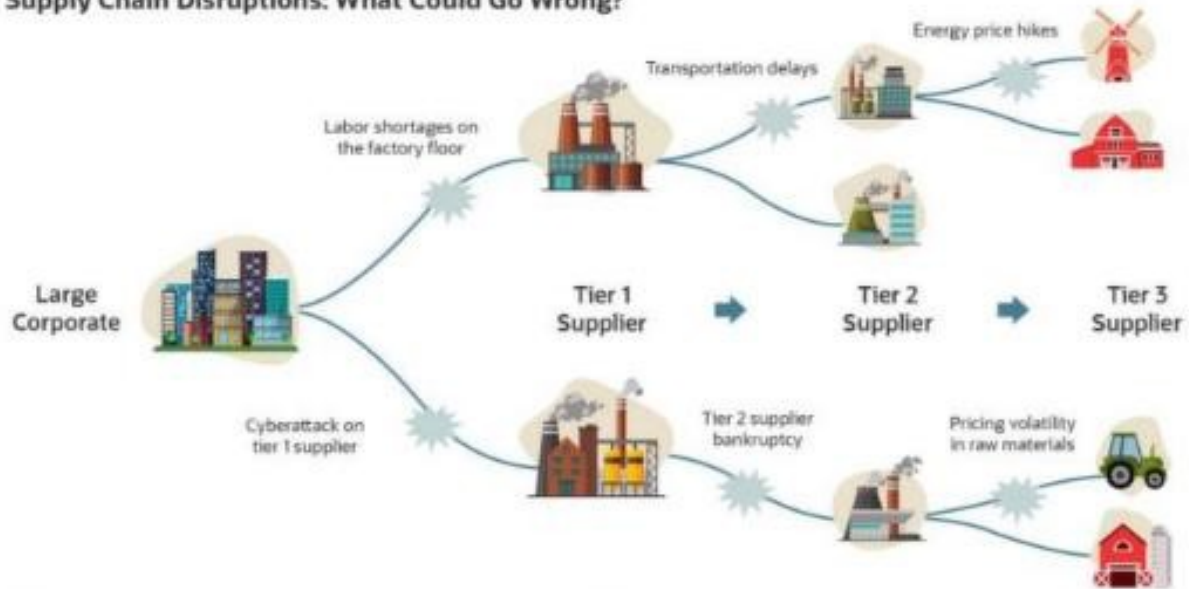 Supply Chain Disruptions: What Could Go Wrong?
Energy price hikes
Transportation delays
Labor shortages on
the factory floor
Large
Corporate
Tier 1
Supplier
Tier 2
Supplier
Tier 3
Supplier
Cyberattack on
tier 1 supplier
Tier 2 supplier
bankruptcy
Pricing volatility
in raw materials